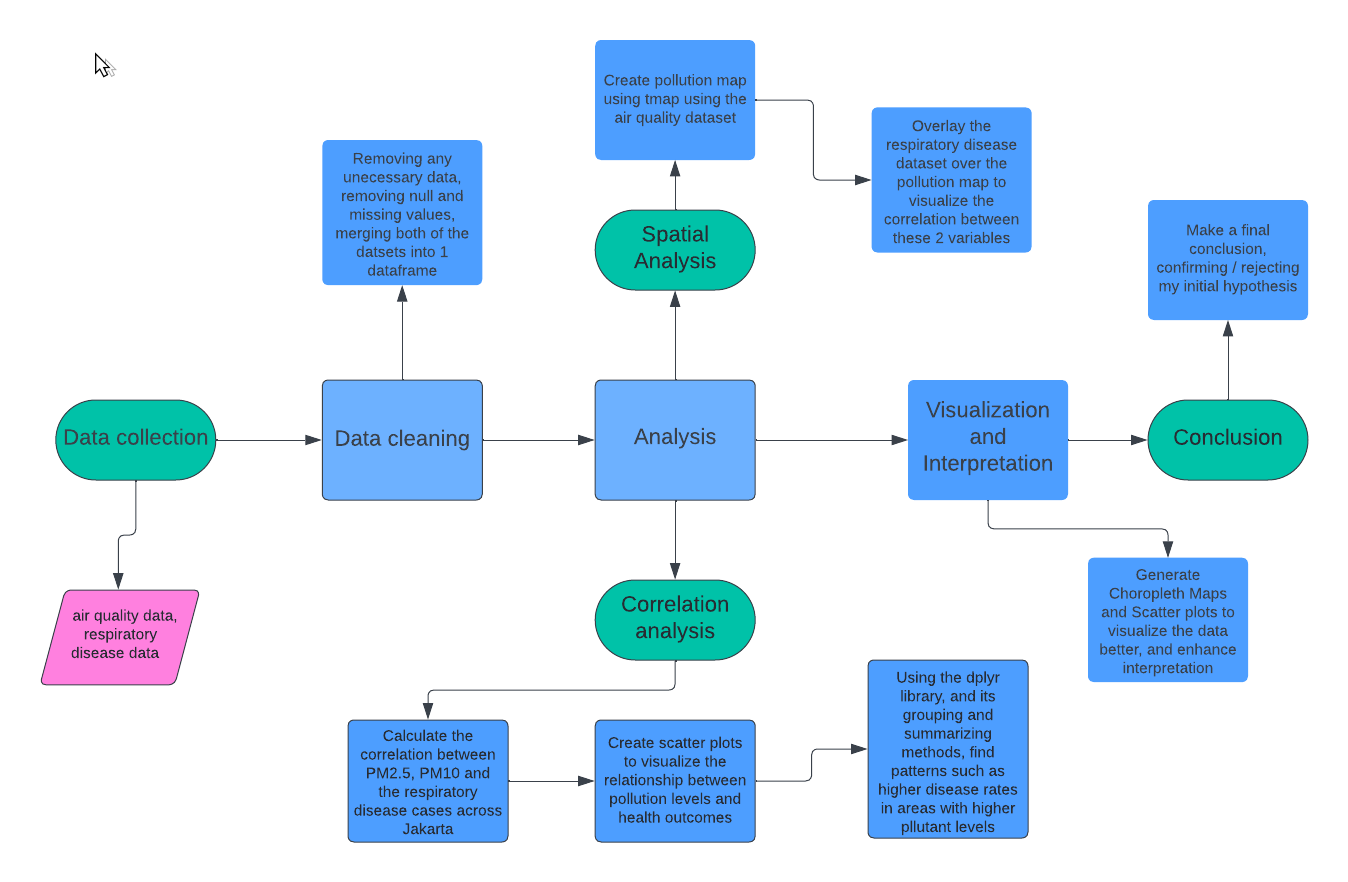 Create pollution map
using tmap using the
air quality dataset
Overlay the
respiratory disease
dataset over the
pollution map to
visualize the
correlation between
these 2 variables
Removing any
unecessary data,
removing null and
missing values,
merging both of the
datsets into 1
dataframe
Spatial
Analysis
Make a final
conclusion,
confirming / rejecting
my initial hypothesis
Data collection
Data cleaning
Analysis
Visualization
and
Interpretation
Conclusion
air quality data,
respiratory
disease data
Correlation
analysis
Generate
Choropleth Maps
and Scatter plots to
visualize the data
better, and enhance
interpretation
Calculate the
correlation between
PM2.5, PM10 and
the respiratory
disease cases across
Jakarta
Create scatter plots
to visualize the
relationship between
pollution levels and
health outcomes
Using the dplyr
library, and its
grouping and
summarizing
methods, find
patterns such as
higher disease rates
in areas with higher
pllutant levels